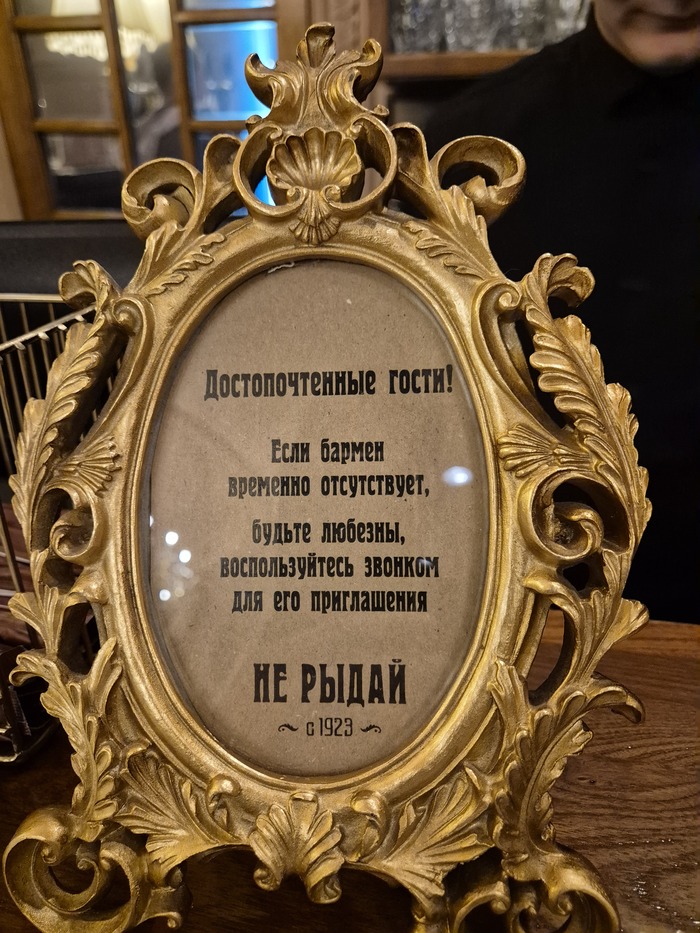 Достопочтенные гости!
Если бармен
временно отсутствует,
будьте любезны,
воспользуйтесь звонком
для его приглашения
НЕ РЫДАЙ
с 1923